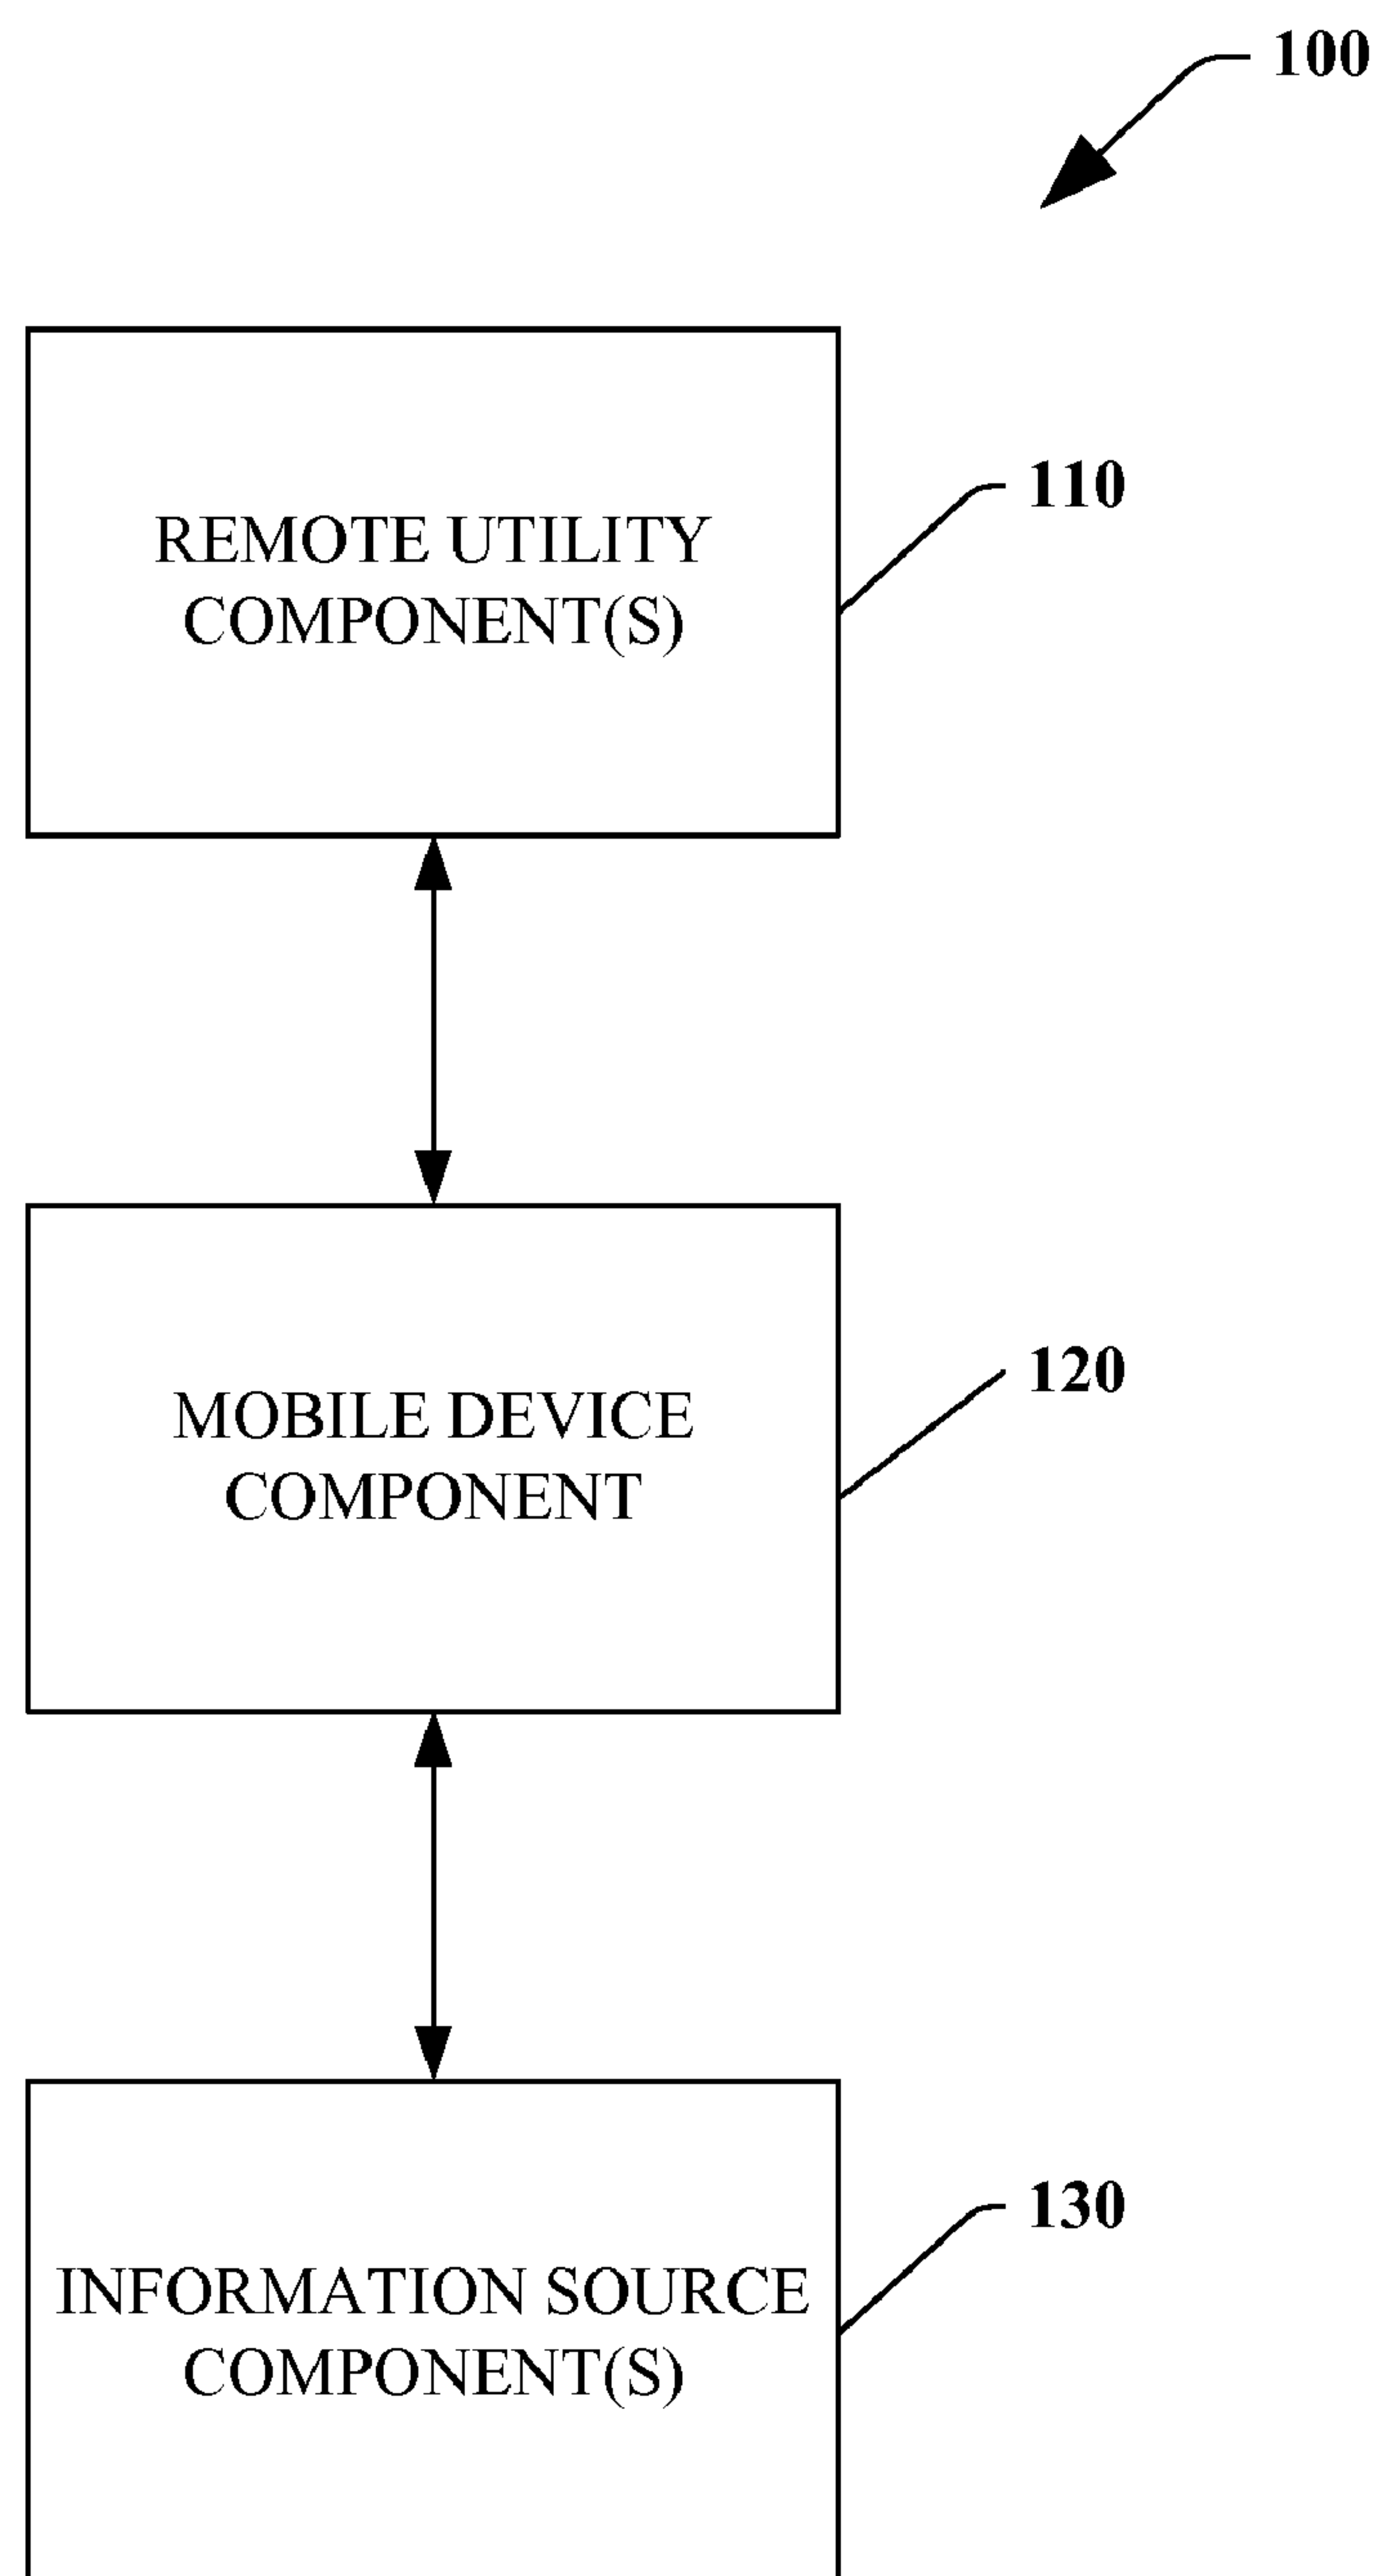 100
REMOTE UTILITY
COMPONENT(S)
110
MOBILE DEVICE
COMPONENT
120
INFORMATION SOURCE
COMPONENT(S)
130